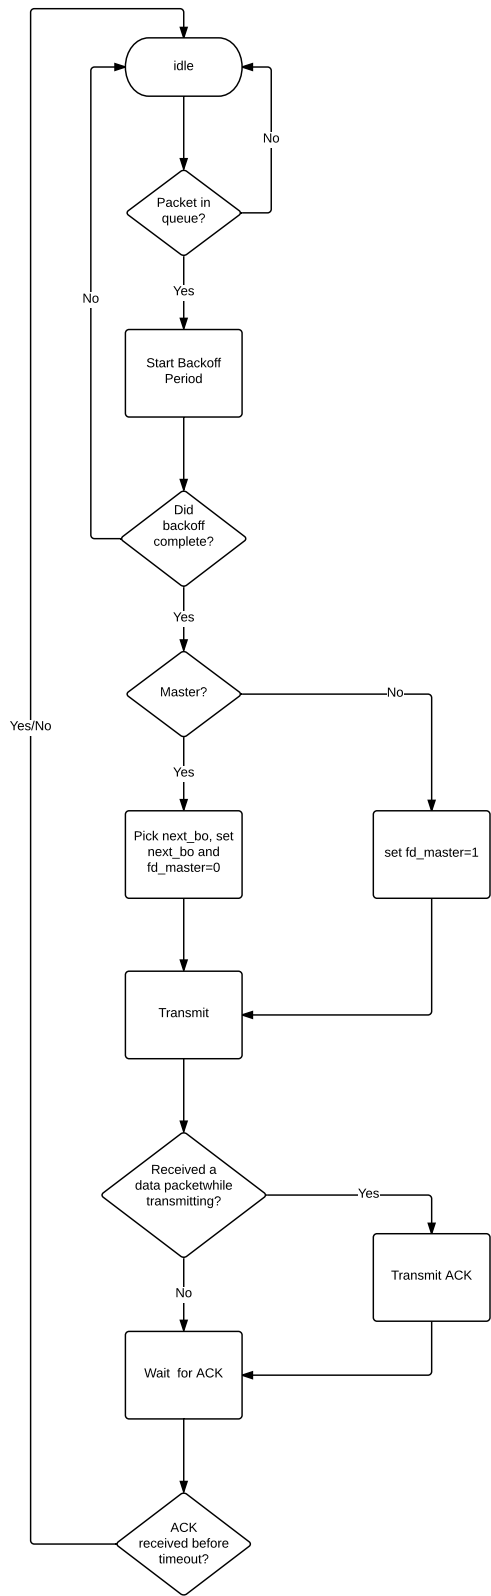 idle
No
Packet in
queue?
Yes
No
Start Backoff
Period
Did
backoff
complete?
Yes
Master?
No
Yes/No
Yes
Pick next_bo, set
next_bo and
fd_master=0
set fd_master=1
Transmit
Received a
data packetwhile
transmitting?
Yes
Transmit ACK
No
Wait  for ACK
ACK
received before
timeout?